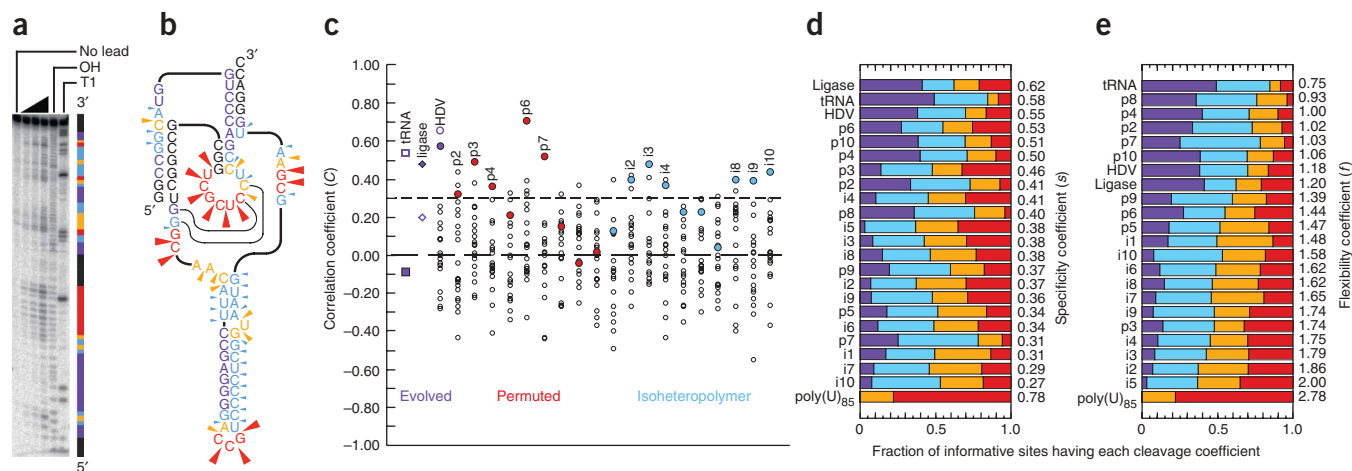 a
No lead
OH
T1
3′
5′
b
3′
5′
c
Correlation coefficient (C)
1.00
0.80
0.60
0.40
0.20
0.00
−0.20
−0.40
−0.60
−0.80
−1.00
tRNA
ligase
HDV
p2
p3
p4
p6
p7
i2
i3
i4
i8
i9
i10
Evolved
Permuted
Isoheteropolymer
d
Ligase 0.62
tRNA 0.58
HDV 0.55
p6 0.53
p10 0.51
p4 0.50
p3 0.46
p2 0.41
i4 0.41
p8 0.40
i5 0.38
i3 0.38
i8 0.38
p9 0.37
i2 0.37
i9 0.36
p5 0.34
i6 0.34
p7 0.31
i1 0.31
i7 0.29
i10 0.27
poly(U)85 0.78
0 0.5 1.0
Specificity coefficient (s)
e
tRNA 0.75
p8 0.93
p4 1.00
p2 1.02
p7 1.03
p10 1.06
HDV 1.18
Ligase 1.20
p9 1.39
p6 1.44
p5 1.47
i1 1.48
i10 1.58
i6 1.62
i8 1.62
i7 1.65
i9 1.74
p3 1.74
i4 1.75
i3 1.79
i2 1.86
i5 2.00
poly(U)85 2.78
0 0.5 1.0
Flexibility coefficient (f)
Fraction of informative sites having each cleavage coefficient